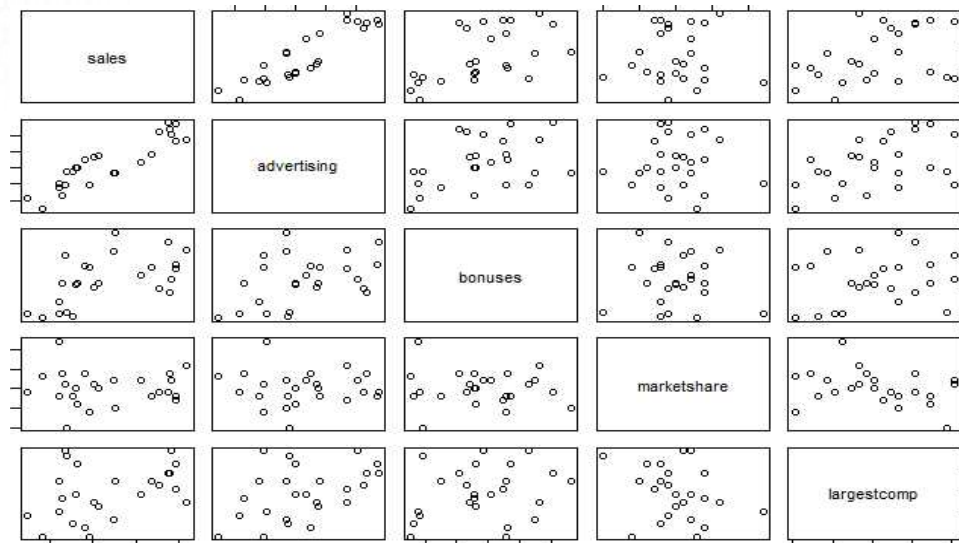 sales
advertising
bonuses
marketshare
largestcomp